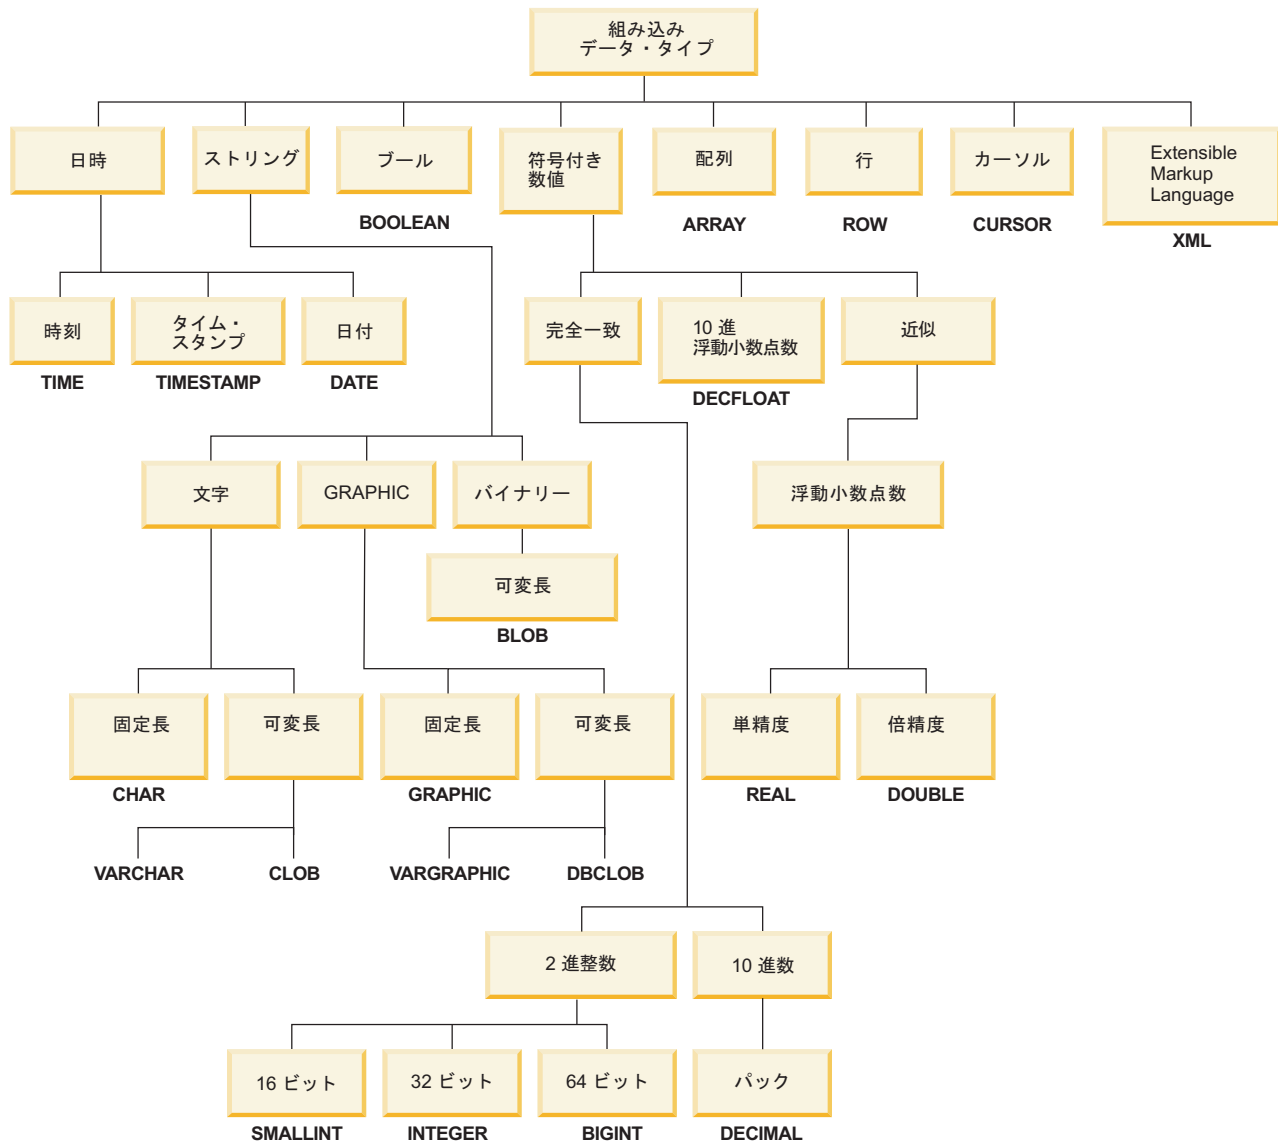 組み込み
データ・タイプ
日時
ストリング
ブール
符号付き
数値
配列
行
カーソル
Extensible
Markup
Language
BOOLEAN
ARRAY
ROW
CURSOR
XML
時刻
タイム・
スタンプ
日付
完全一致
10 進
浮動小数点数
近似
TIME
TIMESTAMP
DATE
DECFLOAT
文字
GRAPHIC
バイナリー
浮動小数点数
可変長
BLOB
固定長
可変長
固定長
可変長
単精度
倍精度
CHAR
GRAPHIC
REAL
DOUBLE
VARCHAR
CLOB
VARGRAPHIC
DBCLOB
2 進整数
10 進数
16 ビット
32 ビット
64 ビット
パック
SMALLINT
INTEGER
BIGINT
DECIMAL